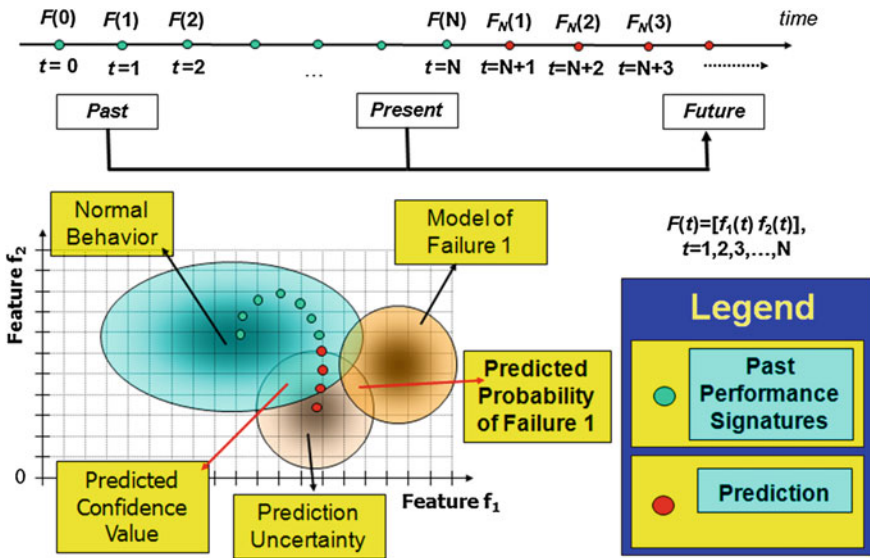 F(0) F(1) F(2) F(N) F_N(1) F_N(2) F_N(3) time
t = 0 t=1 t=2 ... t=N t=N+1 t=N+2 t=N+3
Past Present Future
Normal
Behavior
Model of
Failure 1
F(t)=[f₁(t) f₂(t)],
t=1,2,3,...,N
Feature f₂
Legend
Past
Performance
Signatures
Predicted
Probability
of Failure 1
0
Predicted
Confidence
Value
Prediction
Uncertainty
Feature f₁
Prediction